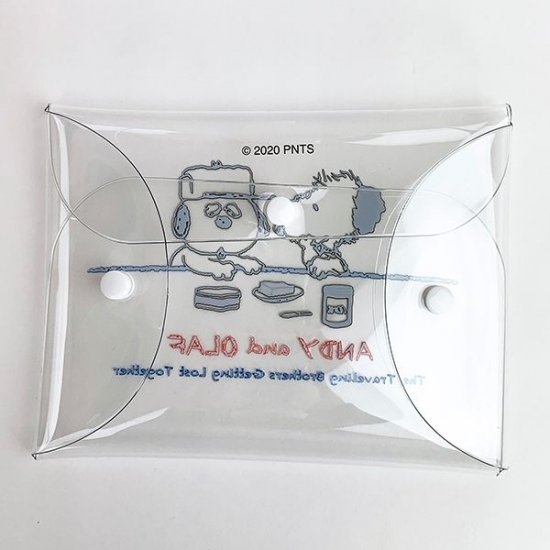 © 2020 PNTS
ANDY and OLAF
The Traveling Brothers Getting Lost Together